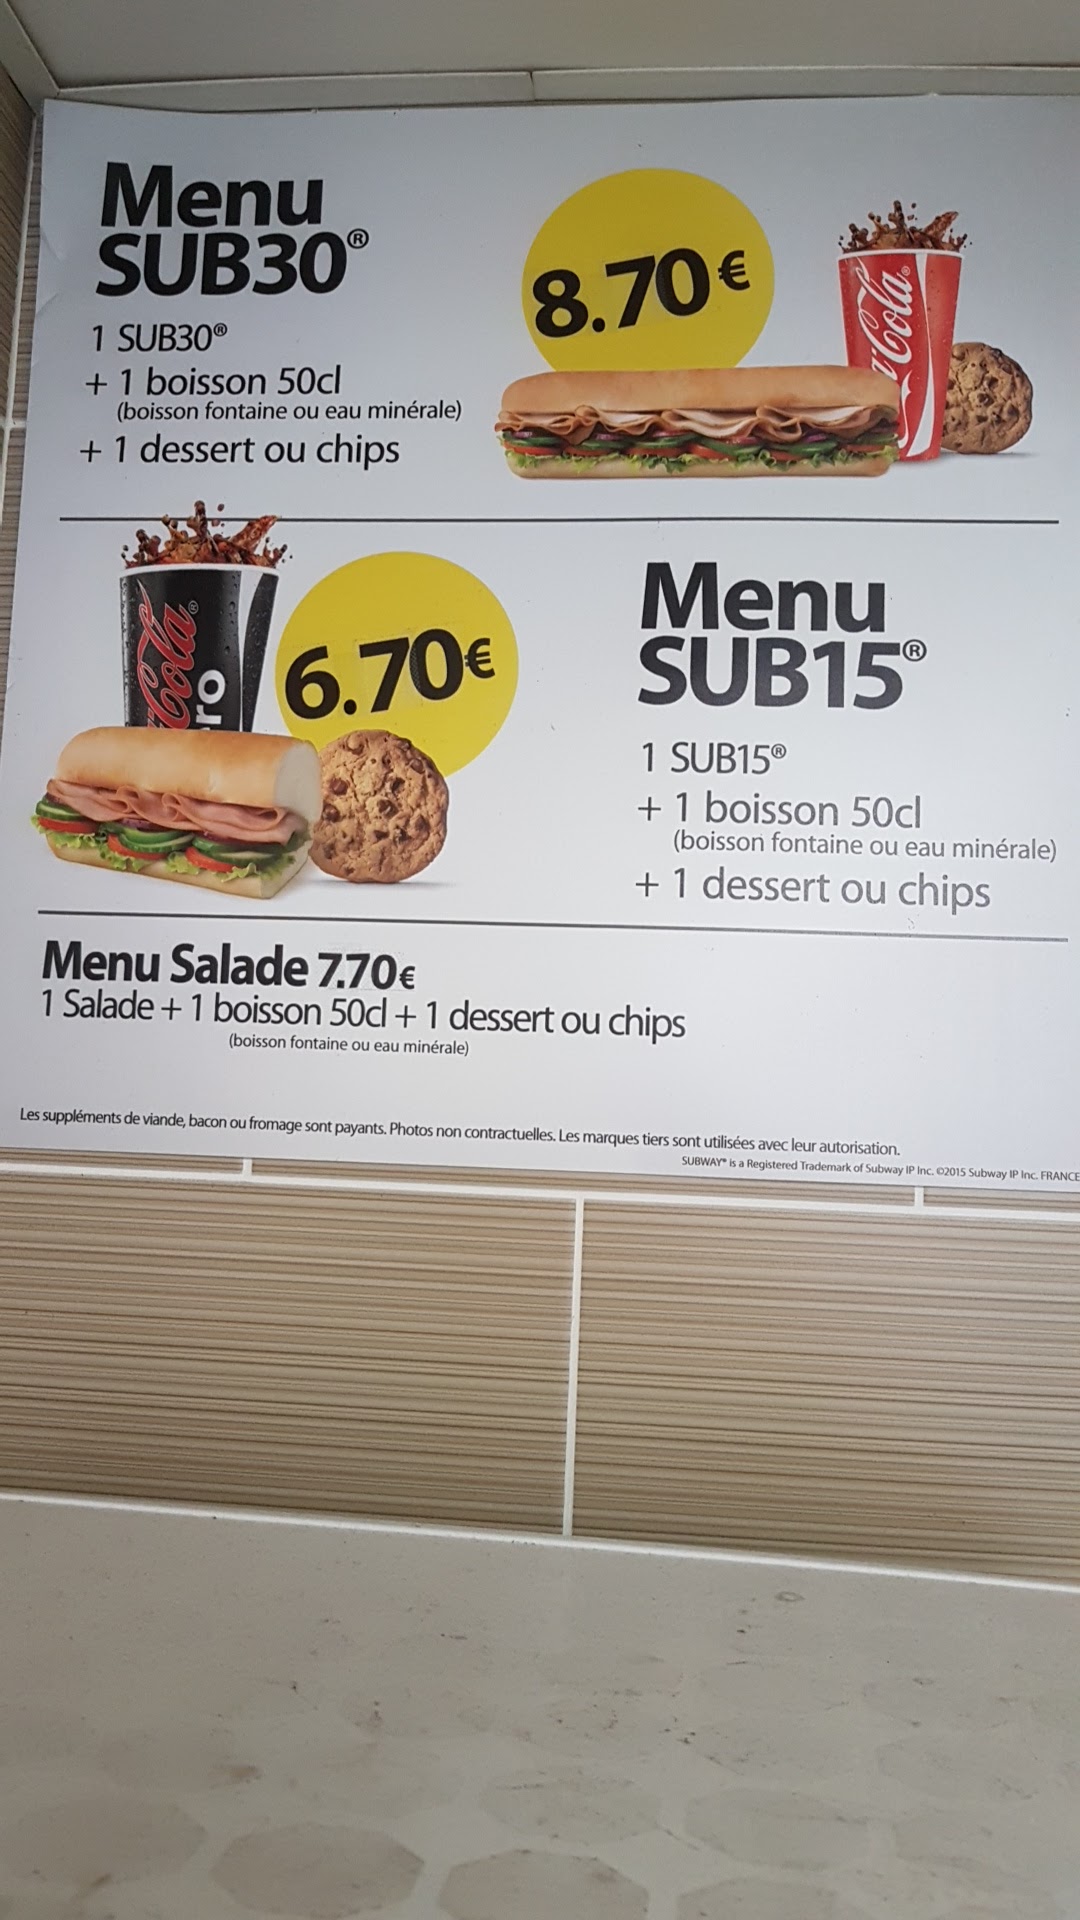 Menu
SUB30®
8.70€
Coca-Cola®
1 SUB30®
+ 1 boisson 50cl
(boisson fontaine ou eau minérale)
+ 1 dessert ou chips
Cola®
ro
6.70€
Menu
SUB15®
1 SUB15®
+ 1 boisson 50cl
(boisson fontaine ou eau minérale)
+ 1 dessert ou chips
Menu Salade 7.70€
1 Salade + 1 boisson 50cl + 1 dessert ou chips
(boisson fontaine ou eau minérale)
Les suppléments de viande, bacon ou fromage sont payants. Photos non contractuelles. Les marques tiers sont utilisées avec leur autorisation.
SUBWAY® is a Registered Trademark of Subway IP Inc. ©2015 Subway IP Inc. FRANCE